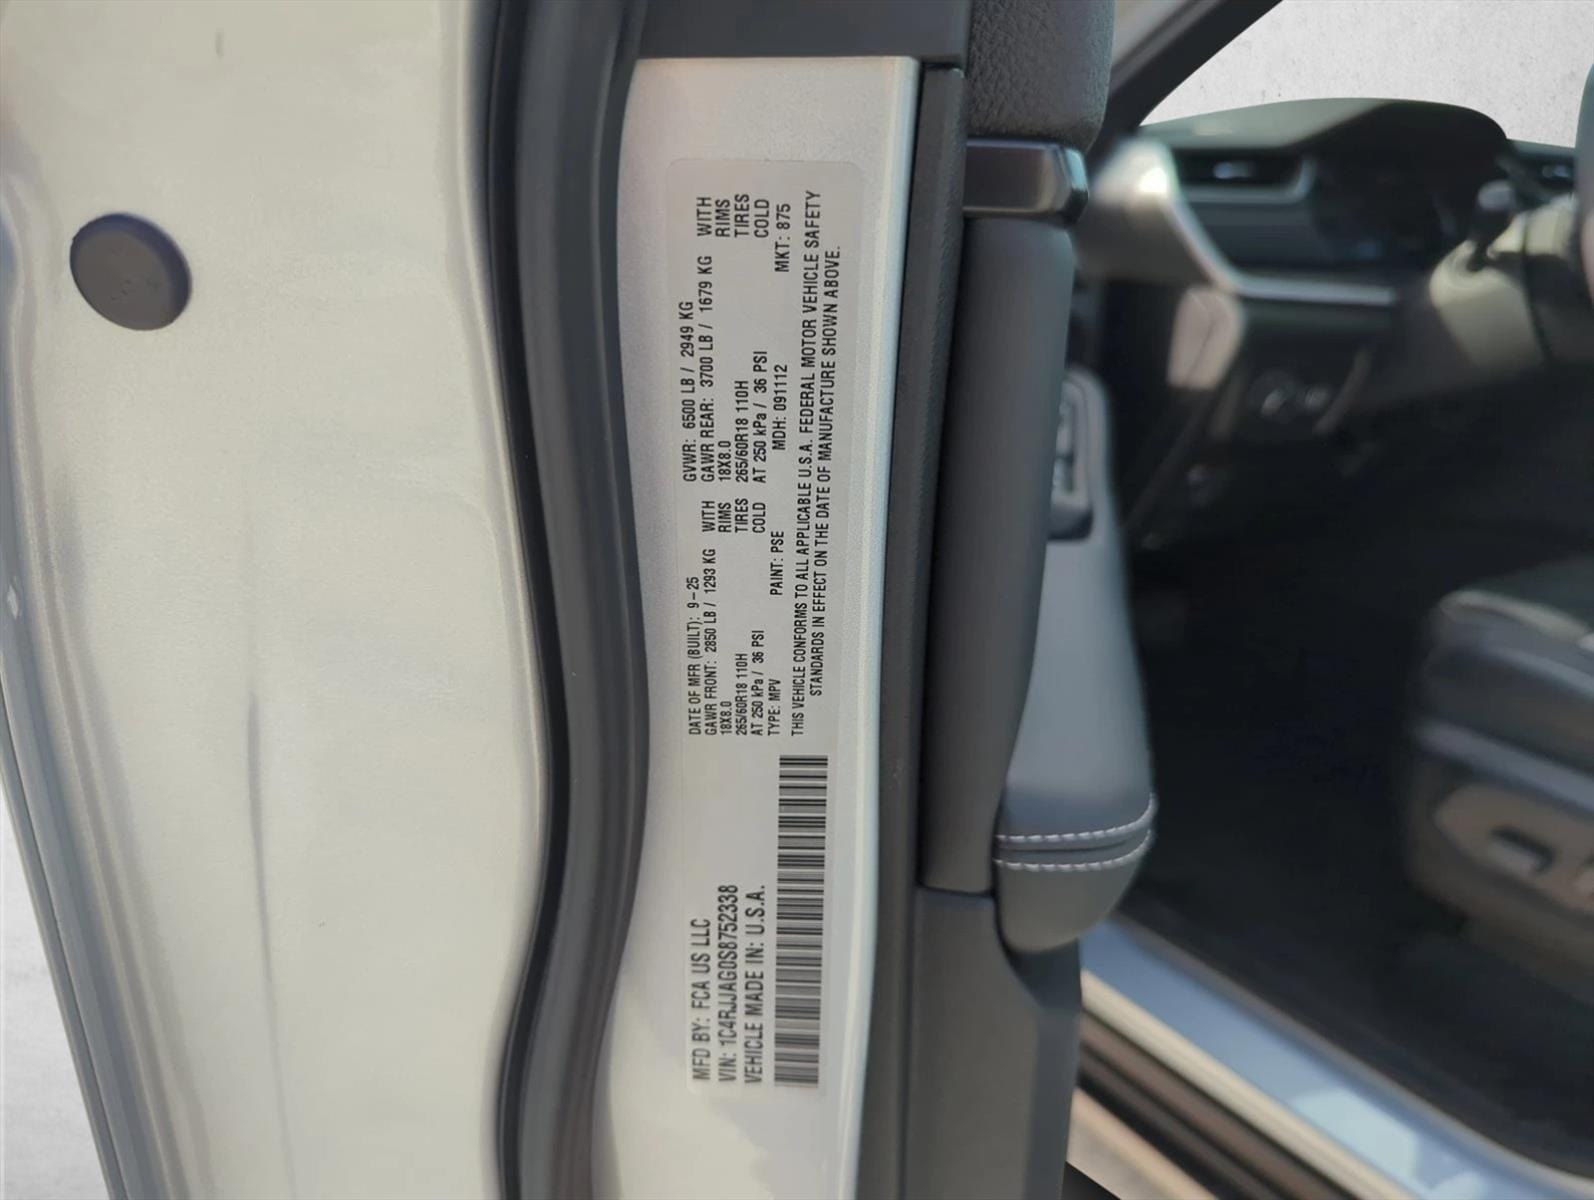 MFD BY: FCA US LLC
VIN: 1C4RJJAG0S8752338
VEHICLE MADE IN: U.S.A.
DATE OF MFR (BUILT): 9-25 GVWR: 6500 LB / 2949 KG
GAWR FRONT: 2850 LB / 1293 KG WITH GAWR REAR: 3700 LB / 1679 KG WITH
18X8.0 RIMS 18X8.0 RIMS
265/60R18 110H TIRES 265/60R18 110H TIRES
AT 250 kPa / 36 PSI COLD AT 250 kPa / 36 PSI COLD
TYPE: MPV PAINT: PSE MDH: 091112 MKT: 875
THIS VEHICLE CONFORMS TO ALL APPLICABLE U.S.A. FEDERAL MOTOR VEHICLE SAFETY
STANDARDS IN EFFECT ON THE DATE OF MANUFACTURE SHOWN ABOVE.